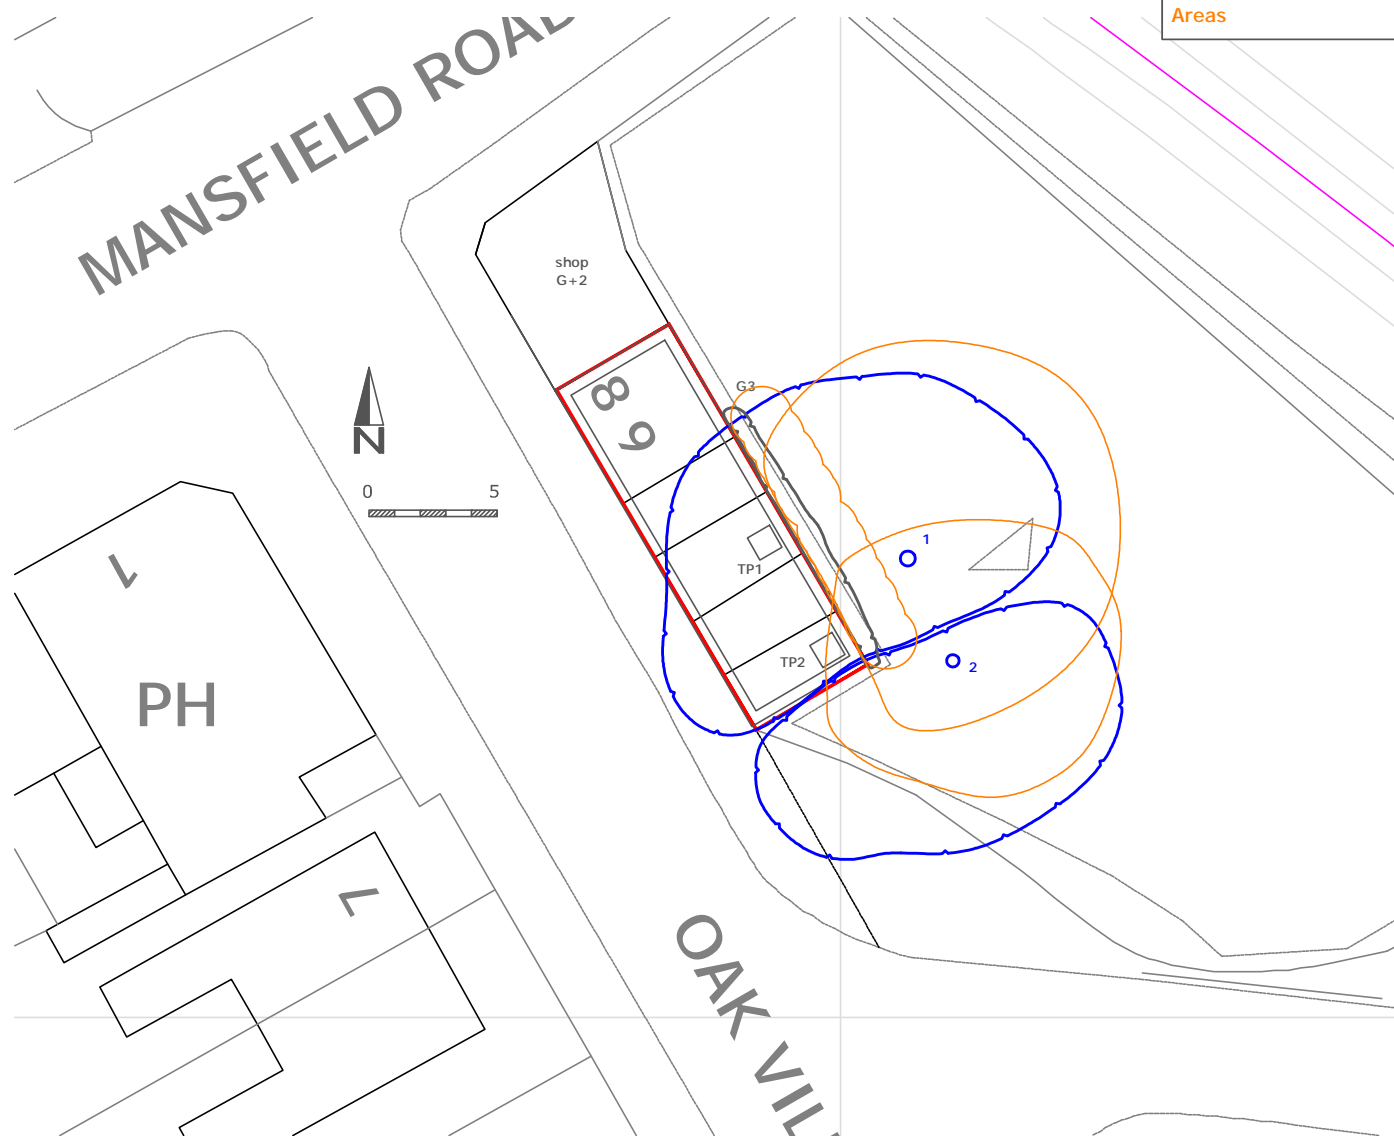 Areas
MANSFIELD ROAD
shop
G+2
8 9
G3
N
0 5
1
1
TP1
TP2
2
PH
7
OAK VIL